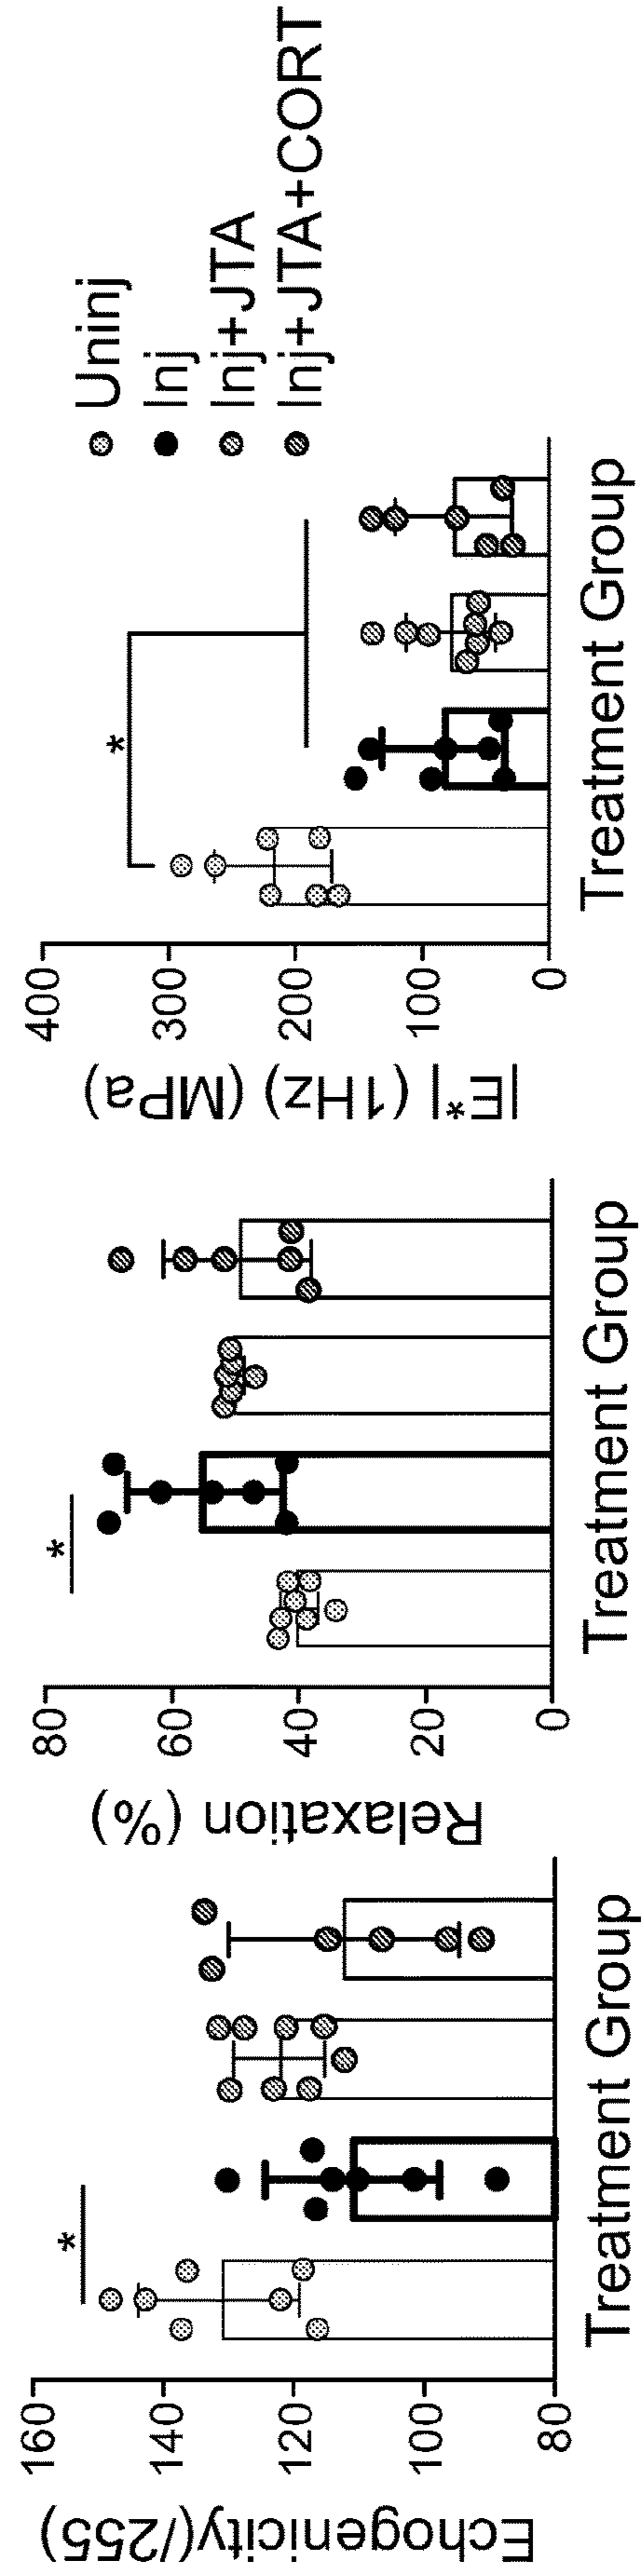 Echogenicity(/255)
160
140
120
100
80
*
Treatment Group
Relaxation (%)
80
60
40
20
0
*
Treatment Group
|E*| (1Hz) (MPa)
400
300
200
100
0
*
Treatment Group
Uninj
Inj
Inj+JTA
Inj+JTA+CORT